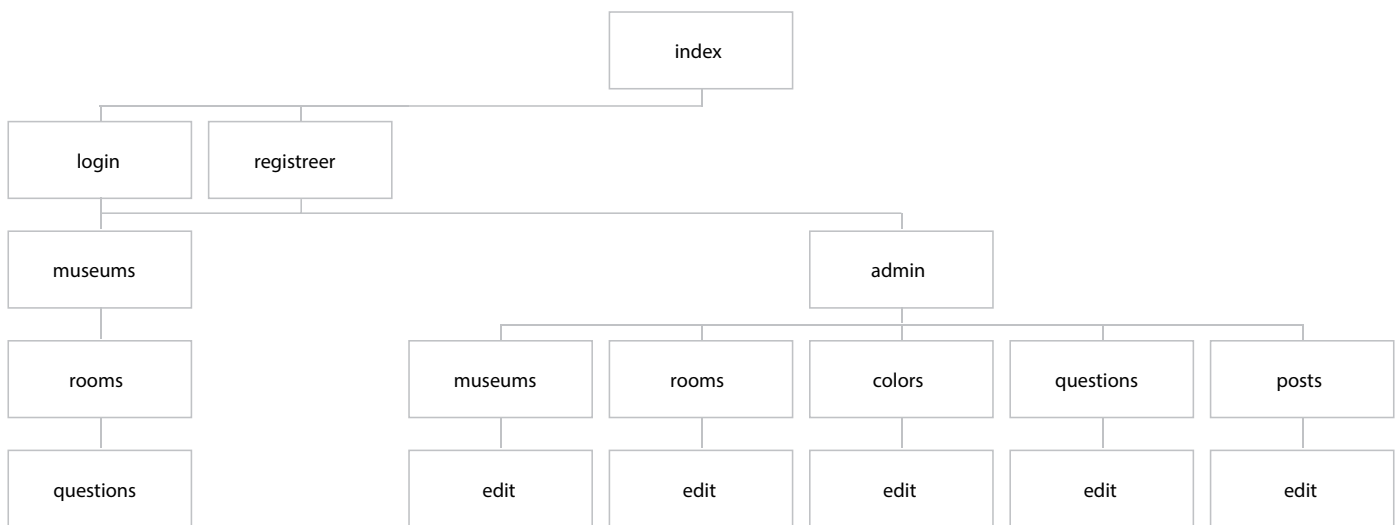 index
login
registreer
museums
admin
rooms
museums
rooms
colors
questions
posts
questions
edit
edit
edit
edit
edit